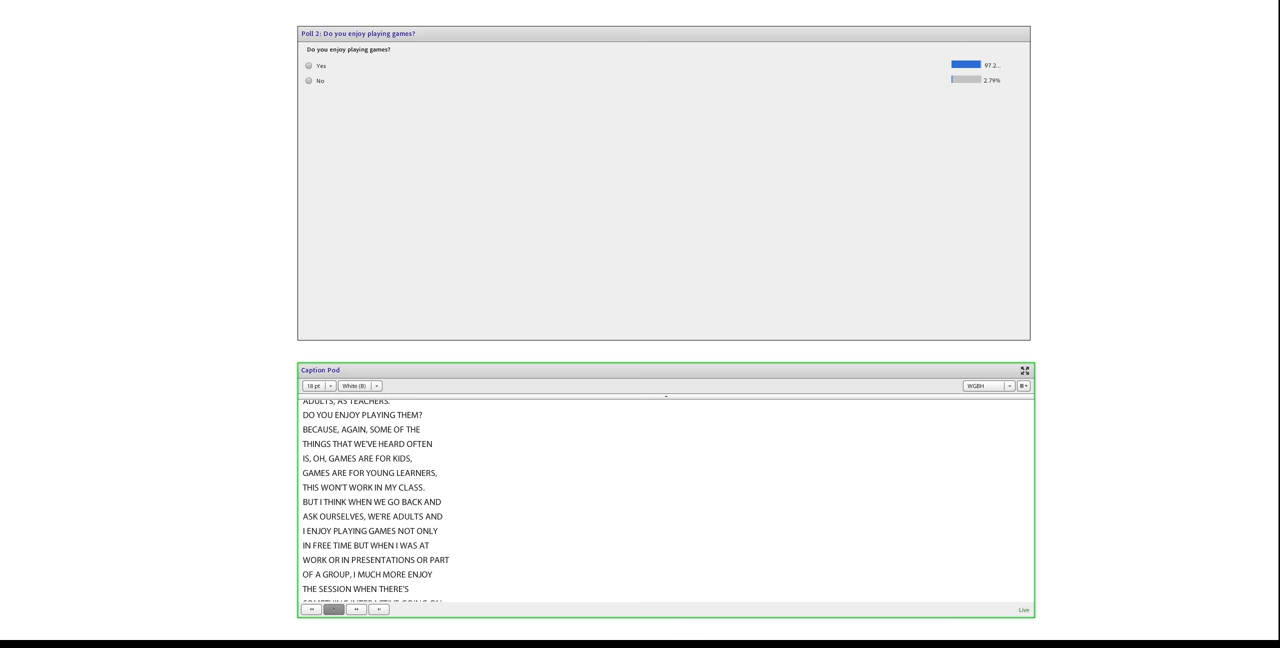 Poll 2: Do you enjoy playing games?
Do you enjoy playing games?
Yes 97.2...
No 2.79%
Caption Pod
18 pt White (B) WGBH
ADULTS, AS TEACHERS.
DO YOU ENJOY PLAYING THEM?
BECAUSE, AGAIN, SOME OF THE
THINGS THAT WE'VE HEARD OFTEN
IS, OH, GAMES ARE FOR KIDS,
GAMES ARE FOR YOUNG LEARNERS,
THIS WON'T WORK IN MY CLASS.
BUT I THINK WHEN WE GO BACK AND
ASK OURSELVES, WE'RE ADULTS AND
I ENJOY PLAYING GAMES NOT ONLY
IN FREE TIME BUT WHEN I WAS AT
WORK OR IN PRESENTATIONS OR PART
OF A GROUP, I MUCH MORE ENJOY
THE SESSION WHEN THERE'S
SOMETHING INTERACTIVE GOING ON
Live